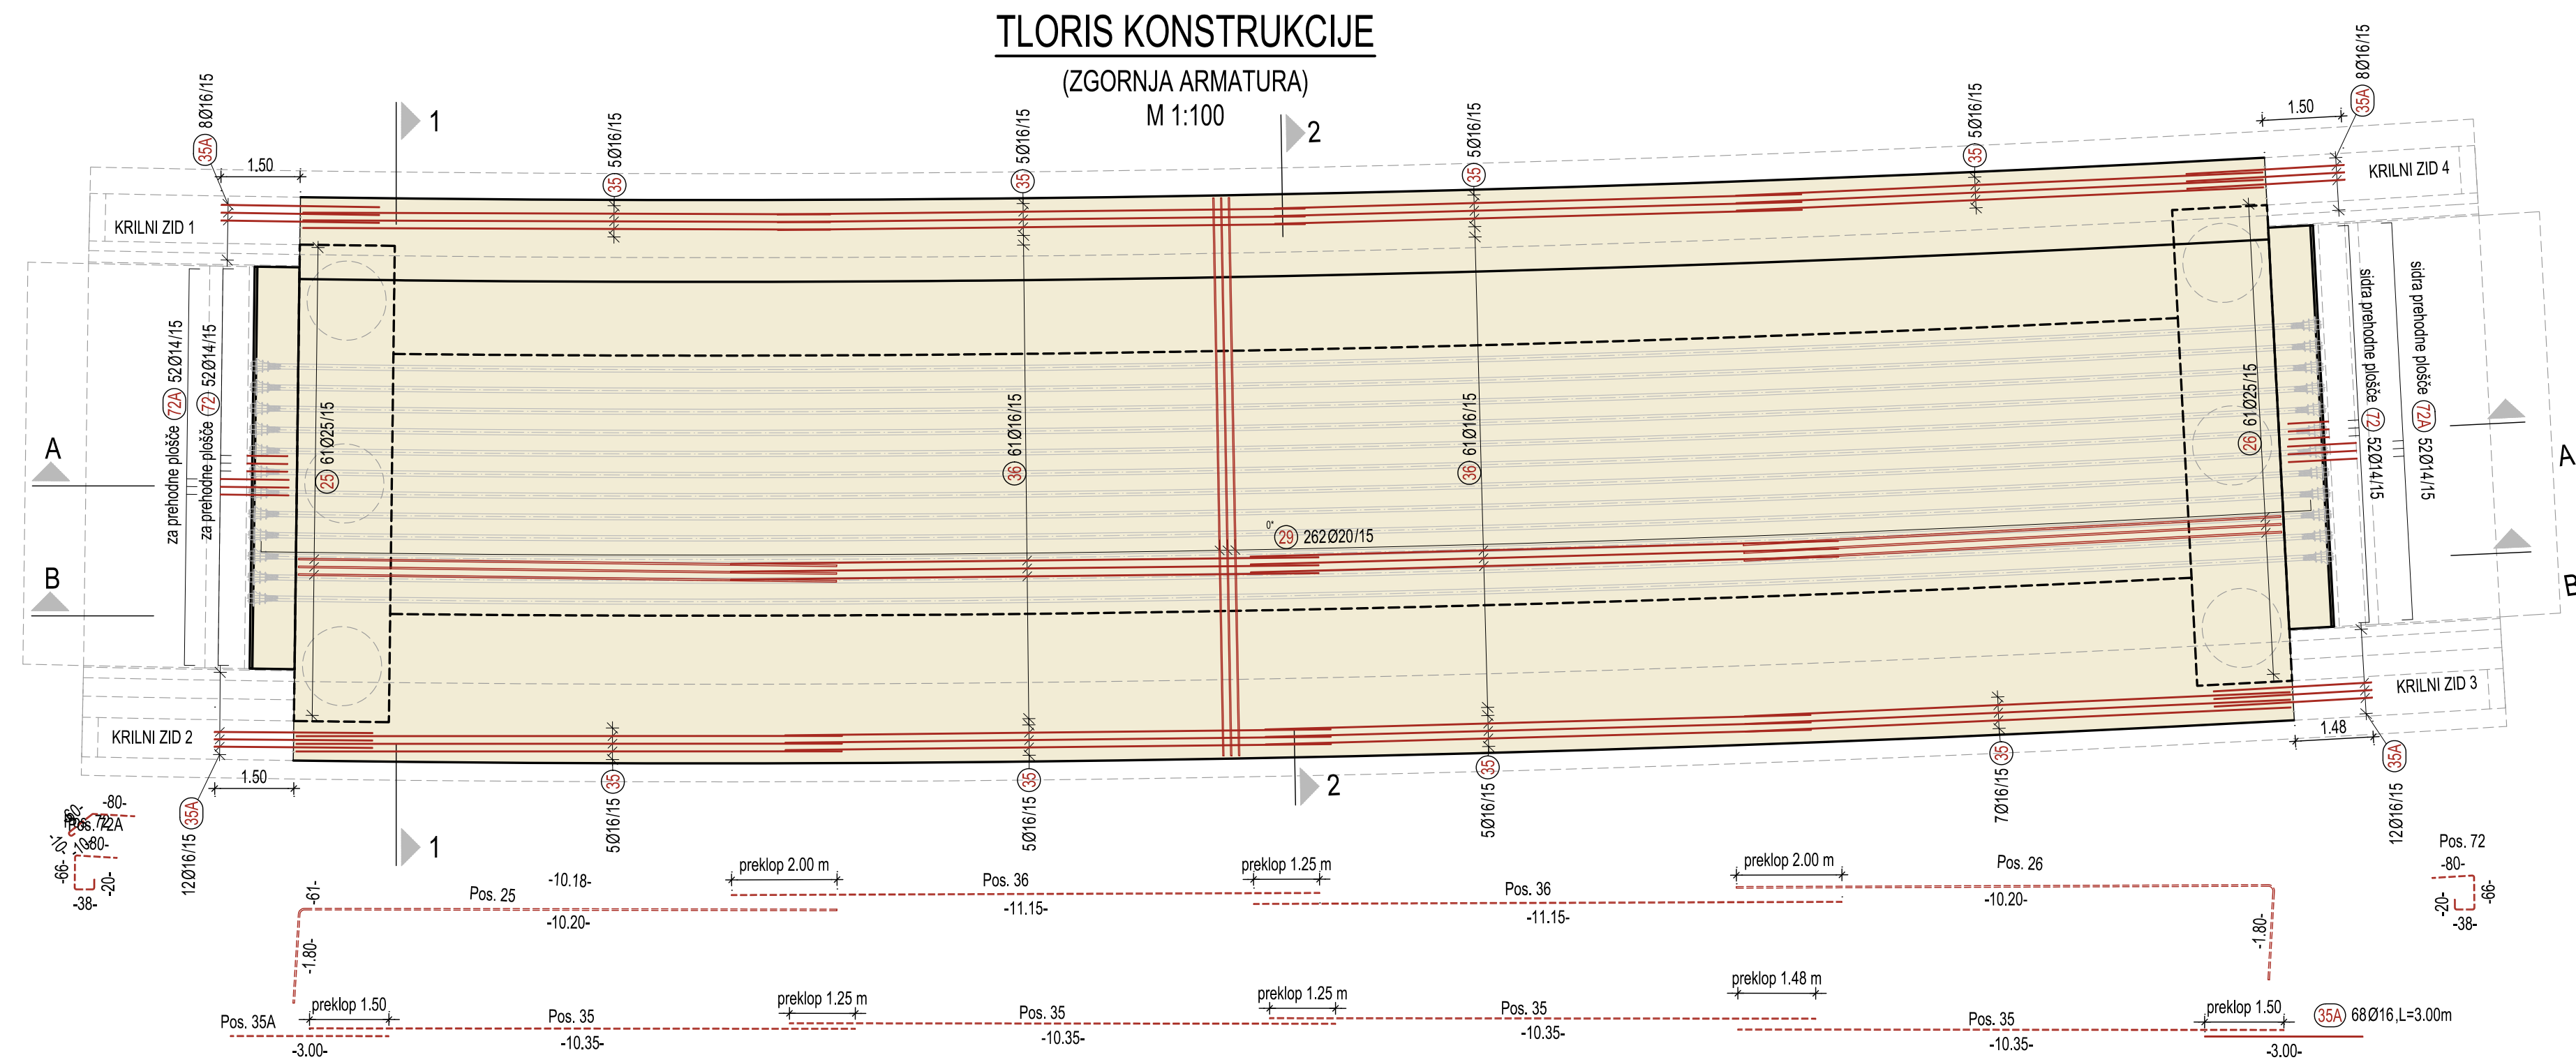 TLORIS KONSTRUKCIJE
(ZGORNJA ARMATURA)
M 1:100
35A 8Ø16/15
1.50
1
35 5Ø16/15
35 5Ø16/15
2
35 5Ø16/15
35 5Ø16/15
1.50
35A 8Ø16/15
KRILNI ZID 1
KRILNI ZID 4
za prehodne plošče 72A 52Ø14/15
za prehodne plošče 72 52Ø14/15
25 61Ø25/15
36 61Ø16/15
36 61Ø16/15
26 61Ø25/15
sidra prehodne plošče 72 52Ø14/15
sidra prehodne plošče 72A 52Ø14/15
A
A
B
B
29 262Ø20/15
KRILNI ZID 2
KRILNI ZID 3
1.50
1.48
12Ø16/15 35A
5Ø16/15 35
5Ø16/15 35
5Ø16/15 35
7Ø16/15 35
12Ø16/15 35A
1
2
-80-
Pos. 72A
-10-
-80-
-66-
-20-
-38-
Pos. 72
-80-
-66-
-20-
-38-
-61-
Pos. 25
-10.18-
-10.20-
-1.80-
preklop 2.00 m
Pos. 36
-11.15-
preklop 1.25 m
Pos. 36
-11.15-
preklop 2.00 m
Pos. 26
-10.20-
-1.80-
Pos. 35A
-3.00-
preklop 1.50
Pos. 35
-10.35-
preklop 1.25 m
Pos. 35
-10.35-
preklop 1.25 m
Pos. 35
-10.35-
preklop 1.48 m
Pos. 35
-10.35-
preklop 1.50
35A 68Ø16,L=3.00m
-3.00-